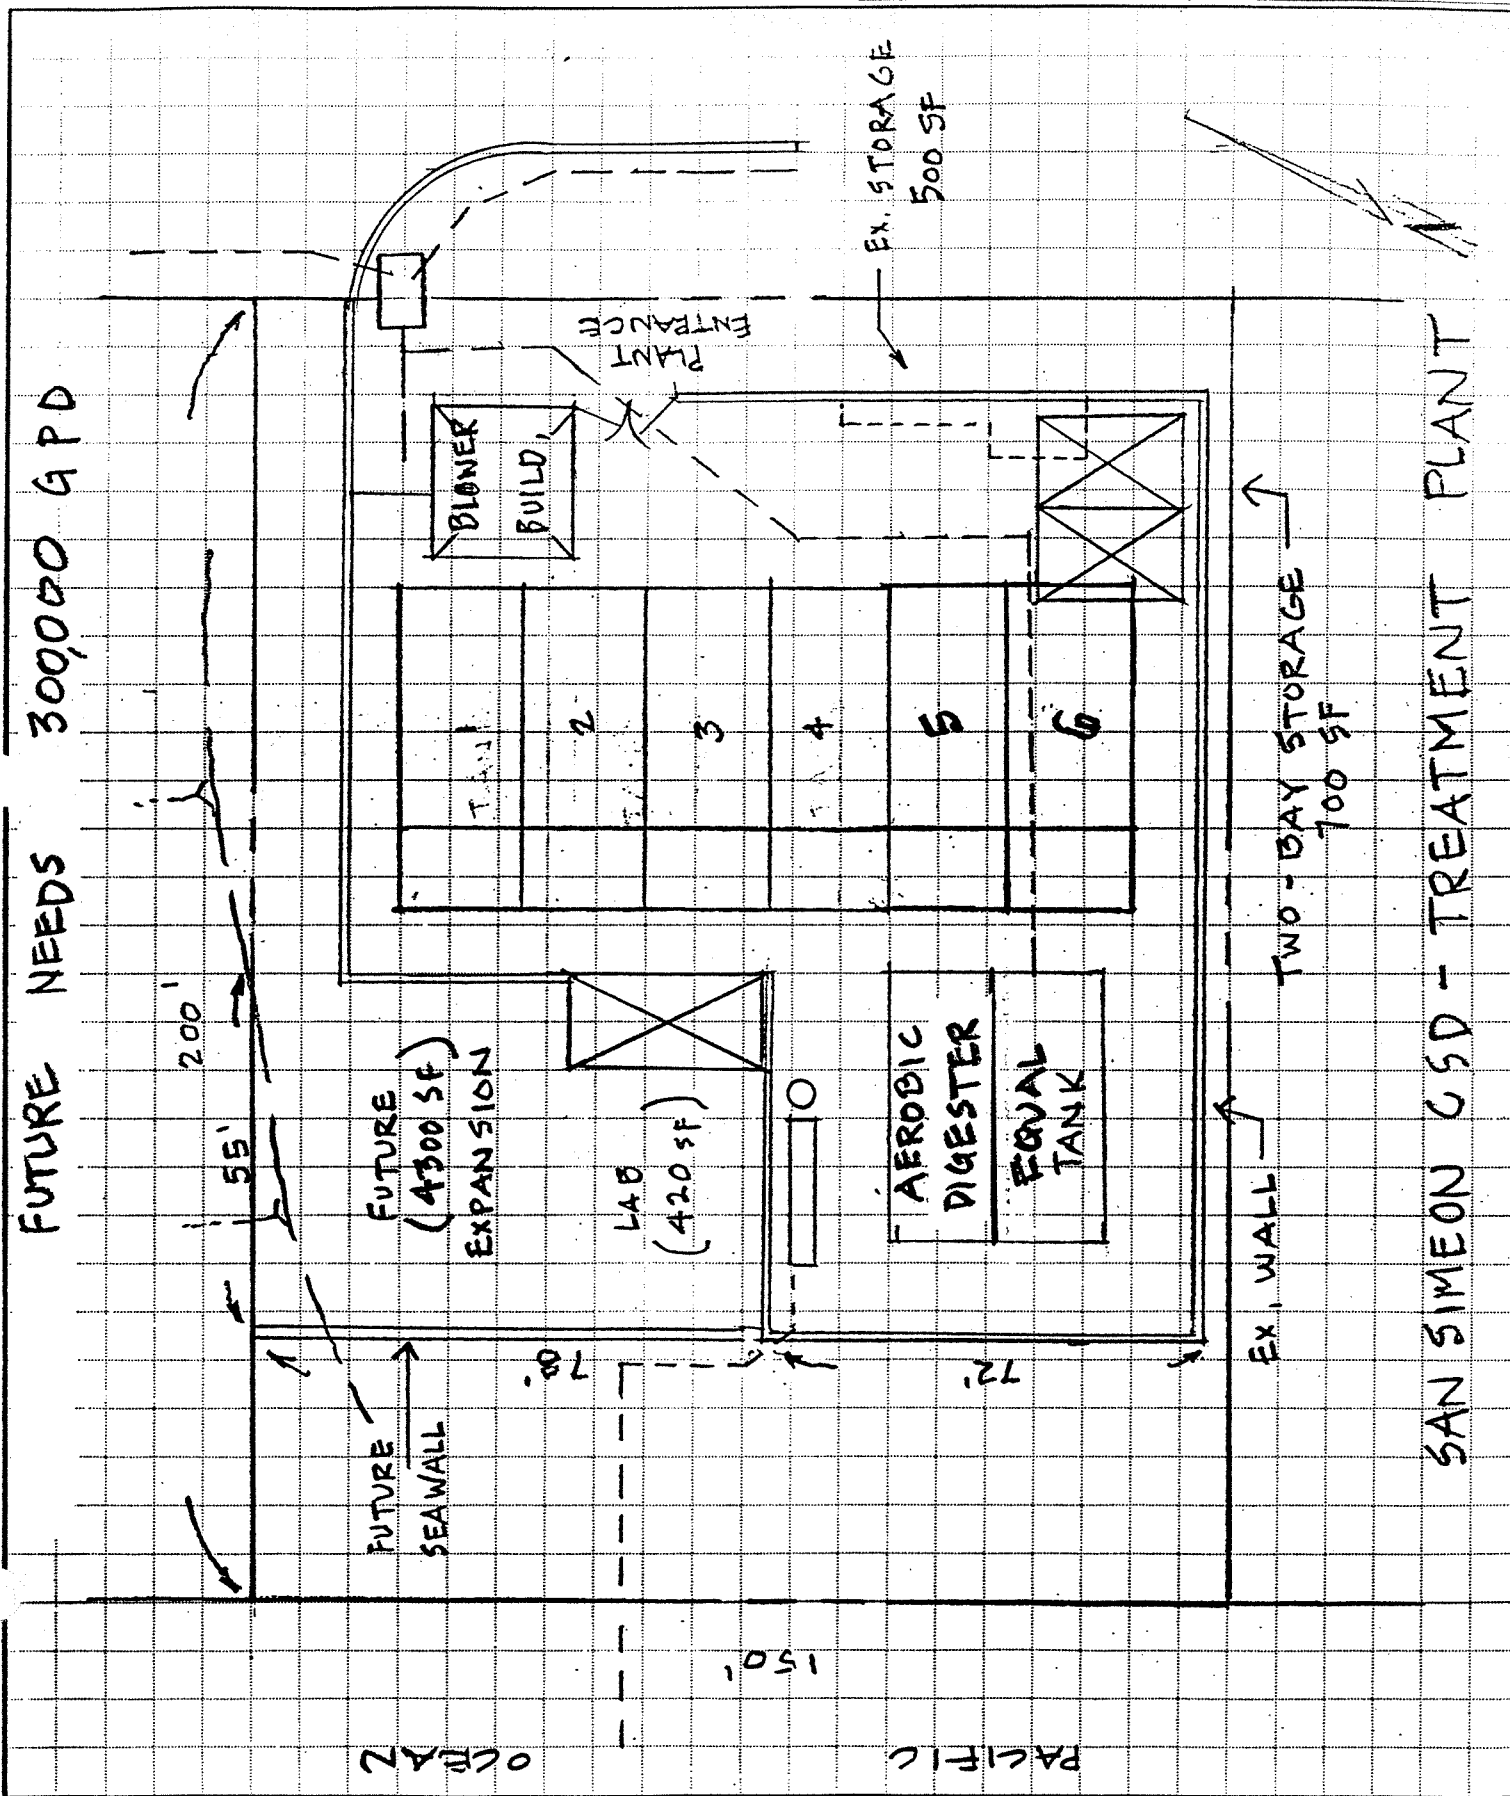 FUTURE NEEDS 300,000 GPD
200'
55'
FUTURE
(4300 SF)
EXPANSION
LAB
(420 SF)
BLOWER
BUILD.
PLANT
ENTRANCE
Ex. STORAGE
500 SF
2
3
4
5
6
AEROBIC
DIGESTER
EQUAL
TANK
FUTURE
SEAWALL
78'
72'
150'
PACIFIC OCEAN
EX. WALL
TWO-BAY STORAGE
700 SF
SAN SIMEON CSD - TREATMENT PLANT